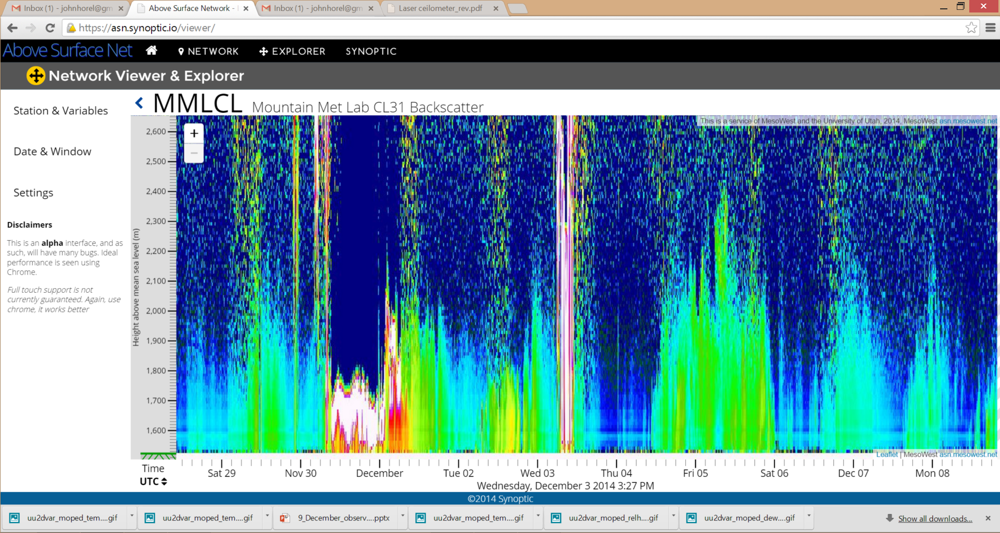 Inbox (1) - johnhorel@gm
Above Surface Network -
Inbox (1) - johnhorel@gm
Laser ceilometer_rev.pdf
https://asn.synoptic.io/viewer/
Above Surface Net
NETWORK
EXPLORER
SYNOPTIC
Network Viewer & Explorer
Station & Variables
Date & Window
Settings
Disclaimers
This is an alpha interface, and as
such, will have many bugs. Ideal
performance is seen using
Chrome.
Full touch support is not
currently guaranteed. Again, use
chrome, it works better
MMLCL Mountain Met Lab CL31 Backscatter
This is a service of MesoWest and the University of Utah, 2014, MesoWest asn.mesowest.net
+
−
Height above mean sea level (m)
2,600
2,500
2,400
2,300
2,200
2,100
2,000
1,900
1,800
1,700
1,600
Leaflet | MesoWest asn.mesowest.net
Time
UTC
Sat 29
Nov 30
December
Tue 02
Wed 03
Thu 04
Fri 05
Sat 06
Dec 07
Mon 08
Wednesday, December 3 2014 3:27 PM
©2014 Synoptic
uu2dvar_moped_tem....gif
uu2dvar_moped_tem....gif
9_December_observ....pptx
uu2dvar_moped_tem....gif
uu2dvar_moped_relh....gif
uu2dvar_moped_dew....gif
Show all downloads...